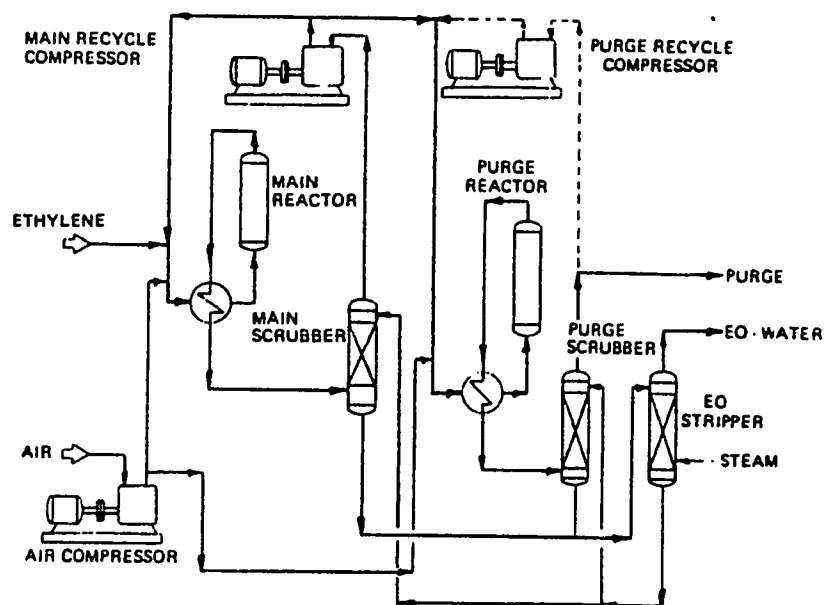 MAIN RECYCLE
COMPRESSOR
PURGE RECYCLE
COMPRESSOR
MAIN
REACTOR
PURGE
REACTOR
ETHYLENE
MAIN
SCRUBBER
PURGE
PURGE
SCRUBBER
EO·WATER
EO
STRIPPER
AIR
STEAM
AIR COMPRESSOR